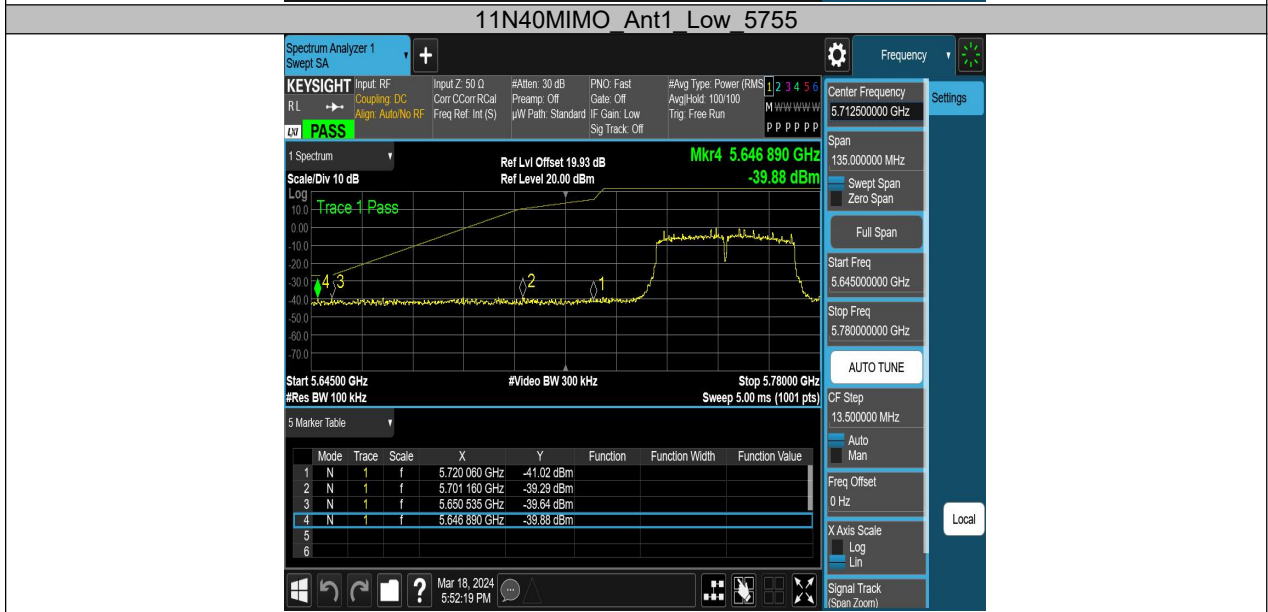 11N40MIMO_Ant1_Low_5755
Spectrum Analyzer 1
Swept SA
+
Frequency
KEYSIGHT
RL
LXI PASS
Input: RF
Coupling: DC
Align: Auto/No RF
Input Z: 50 Ω
Corr CCorr RCal
Freq Ref: Int (S)
#Atten: 30 dB
Preamp: Off
µW Path: Standard
PNO: Fast
Gate: Off
IF Gain: Low
Sig Track: Off
#Avg Type: Power (RMS
Avg|Hold: 100/100
Trig: Free Run
1 2 3 4 5 6
M W W W W W
P P P P P P
1 Spectrum
Ref Lvl Offset 19.93 dB
Mkr4 5.646 890 GHz
Scale/Div 10 dB
Ref Level 20.00 dBm
-39.88 dBm
Log
Trace 1 Pass
10.0
0.00
-10.0
-20.0
-30.0
-40.0
-50.0
-60.0
-70.0
4 3 2 1
Start 5.64500 GHz
#Video BW 300 kHz
Stop 5.78000 GHz
#Res BW 100 kHz
Sweep 5.00 ms (1001 pts)
5 Marker Table
Mode Trace Scale X Y Function Function Width Function Value
1 N 1 f 5.720 060 GHz -41.02 dBm
2 N 1 f 5.701 160 GHz -39.29 dBm
3 N 1 f 5.650 535 GHz -39.64 dBm
4 N 1 f 5.646 890 GHz -39.88 dBm
5
6
Mar 18, 2024
5:52:19 PM
?
Center Frequency
5.712500000 GHz
Settings
Span
135.000000 MHz
Swept Span
Zero Span
Full Span
Start Freq
5.645000000 GHz
Stop Freq
5.780000000 GHz
AUTO TUNE
CF Step
13.500000 MHz
Auto
Man
Freq Offset
0 Hz
Local
X Axis Scale
Log
Lin
Signal Track
(Span Zoom)